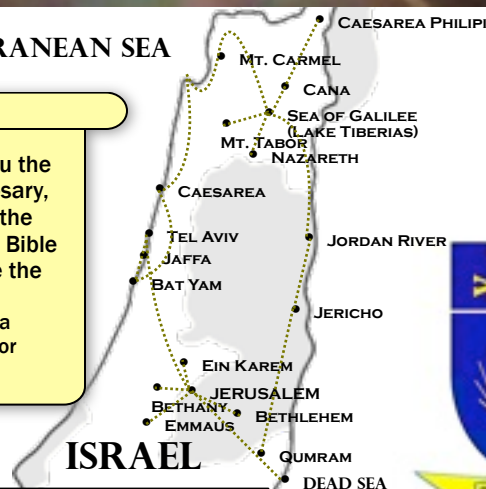 RANEAN SEA
CAESAREA PHILIPI
MT. CARMEL
CANA
SEA OF GALILEE
(LAKE TIBERIAS)
MT. TABOR
NAZARETH
u the
sary,
the
Bible
e the
a
or
CAESAREA
TEL AVIV
JAFFA
BAT YAM
JORDAN RIVER
JERICHO
EIN KAREM
JERUSALEM
BETHANY
EMMAUS
BETHLEHEM
ISRAEL
QUMRAM
DEAD SEA